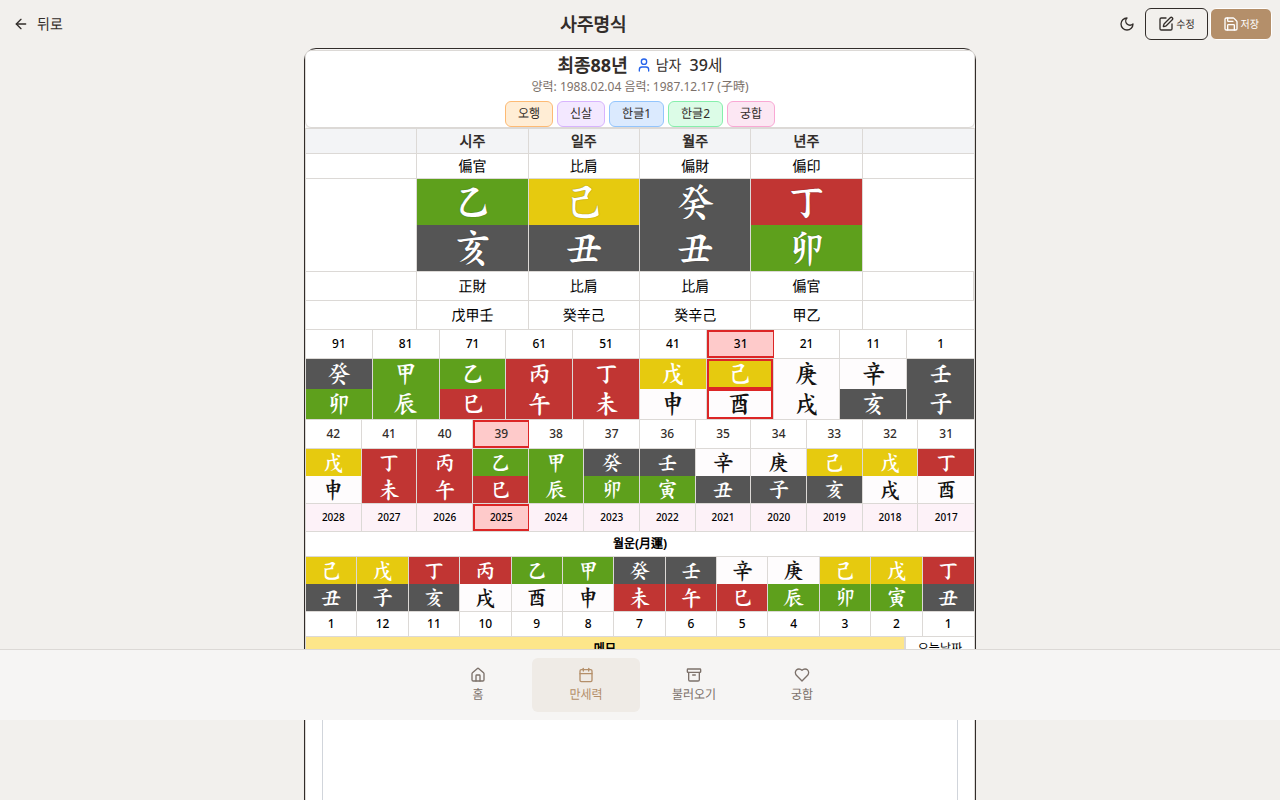 뒤로 사주명식 수정 저장
최종88년 남자 39세
양력: 1988.02.04 음력: 1987.12.17 (子時)
오행 신살 한글1 한글2 궁합
시주 일주 월주 년주
偏官 比肩 偏財 偏印
乙 己 癸 丁
亥 丑 丑 卯
正財 比肩 比肩 偏官
戊甲壬 癸辛己 癸辛己 甲乙
91 81 71 61 51 41 31 21 11 1
癸 甲 乙 丙 丁 戊 己 庚 辛 壬
卯 辰 巳 午 未 申 酉 戌 亥 子
42 41 40 39 38 37 36 35 34 33 32 31
戊 丁 丙 乙 甲 癸 壬 辛 庚 己 戊 丁
申 未 午 巳 辰 卯 寅 丑 子 亥 戌 酉
2028 2027 2026 2025 2024 2023 2022 2021 2020 2019 2018 2017
월운(月運)
己 戊 丁 丙 乙 甲 癸 壬 辛 庚 己 戊 丁
丑 子 亥 戌 酉 申 未 午 巳 辰 卯 寅 丑
1 12 11 10 9 8 7 6 5 4 3 2 1
메모 오늘날짜
홈 만세력 불러오기 궁합